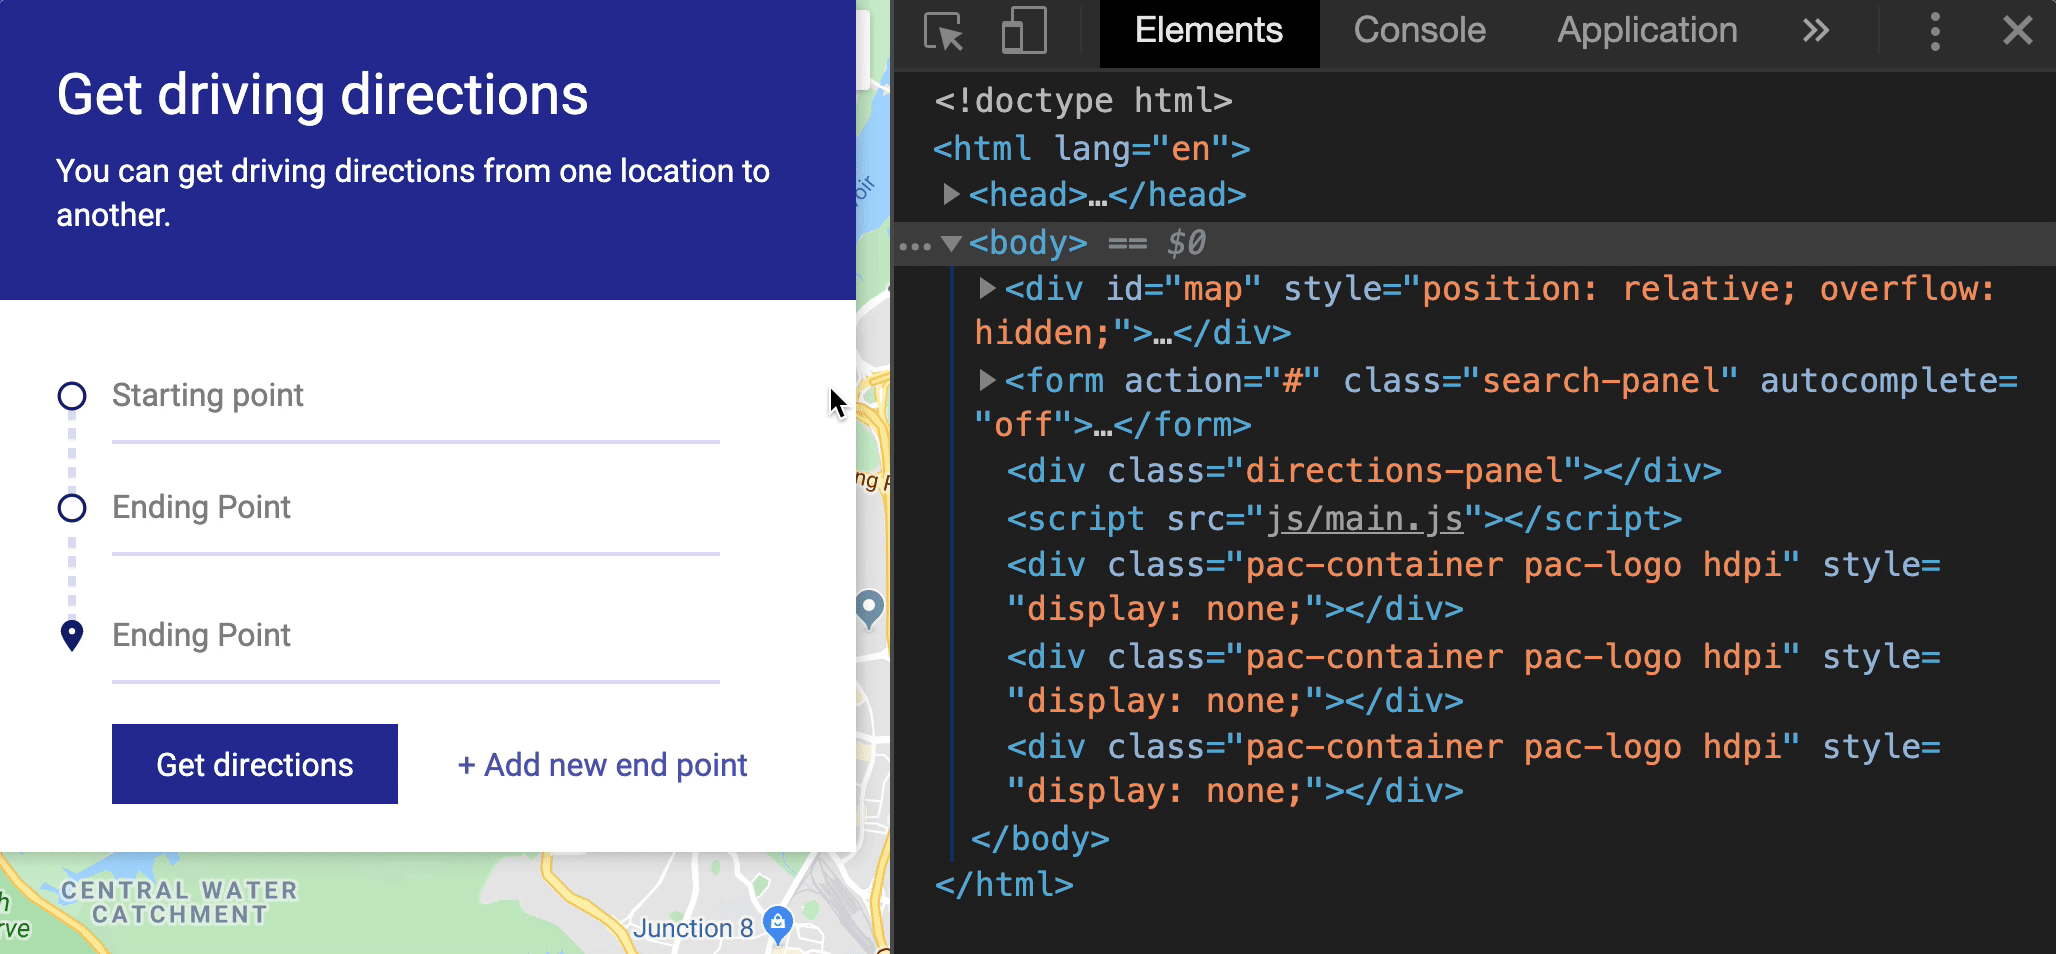 Get driving directions
You can get driving directions from one location to
another.
Starting point
Ending Point
Ending Point
Get directions
+ Add new end point
CENTRAL WATER
CATCHMENT
Junction 8
Elements
Console
Application
<!doctype html>
<html lang="en">
<head>…</head>
<body> == $0
<div id="map" style="position: relative; overflow:
hidden;">…</div>
<form action="#" class="search-panel" autocomplete=
"off">…</form>
<div class="directions-panel"></div>
<script src="js/main.js"></script>
<div class="pac-container pac-logo hdpi" style=
"display: none;"></div>
<div class="pac-container pac-logo hdpi" style=
"display: none;"></div>
<div class="pac-container pac-logo hdpi" style=
"display: none;"></div>
</body>
</html>